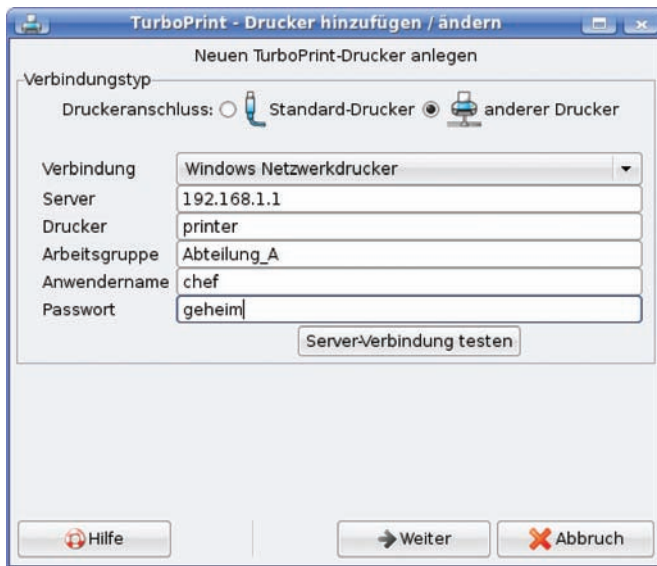 TurboPrint - Drucker hinzufügen / ändern
Neuen TurboPrint-Drucker anlegen
Verbindungstyp
Druckeranschluss: Standard-Drucker anderer Drucker
Verbindung Windows Netzwerkdrucker
Server 192.168.1.1
Drucker printer
Arbeitsgruppe Abteilung_A
Anwendername chef
Passwort geheim
Server-Verbindung testen
Hilfe Weiter Abbruch